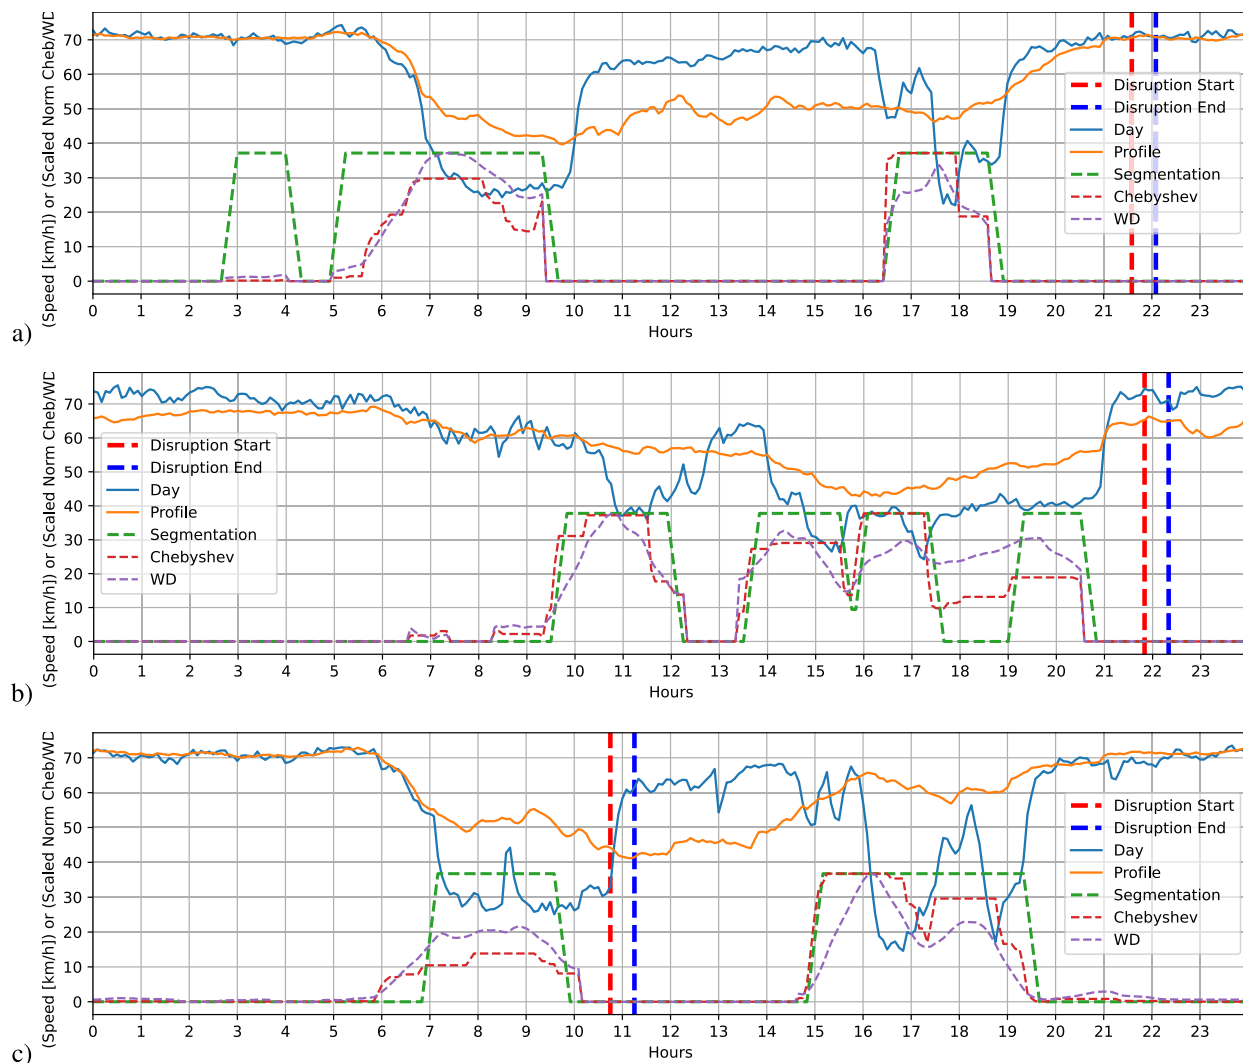 (Speed [km/h]) or (Scaled Norm Cheb/WD
70
60
50
40
30
20
10
0
Disruption Start
Disruption End
Day
Profile
Segmentation
Chebyshev
WD
0 1 2 3 4 5 6 7 8 9 10 11 12 13 14 15 16 17 18 19 20 21 22 23
Hours
a)
(Speed [km/h]) or (Scaled Norm Cheb/WD
70
60
50
40
30
20
10
0
Disruption Start
Disruption End
Day
Profile
Segmentation
Chebyshev
WD
0 1 2 3 4 5 6 7 8 9 10 11 12 13 14 15 16 17 18 19 20 21 22 23
Hours
b)
(Speed [km/h]) or (Scaled Norm Cheb/WD
70
60
50
40
30
20
10
0
Disruption Start
Disruption End
Day
Profile
Segmentation
Chebyshev
WD
0 1 2 3 4 5 6 7 8 9 10 11 12 13 14 15 16 17 18 19 20 21 22 23
Hours
c)